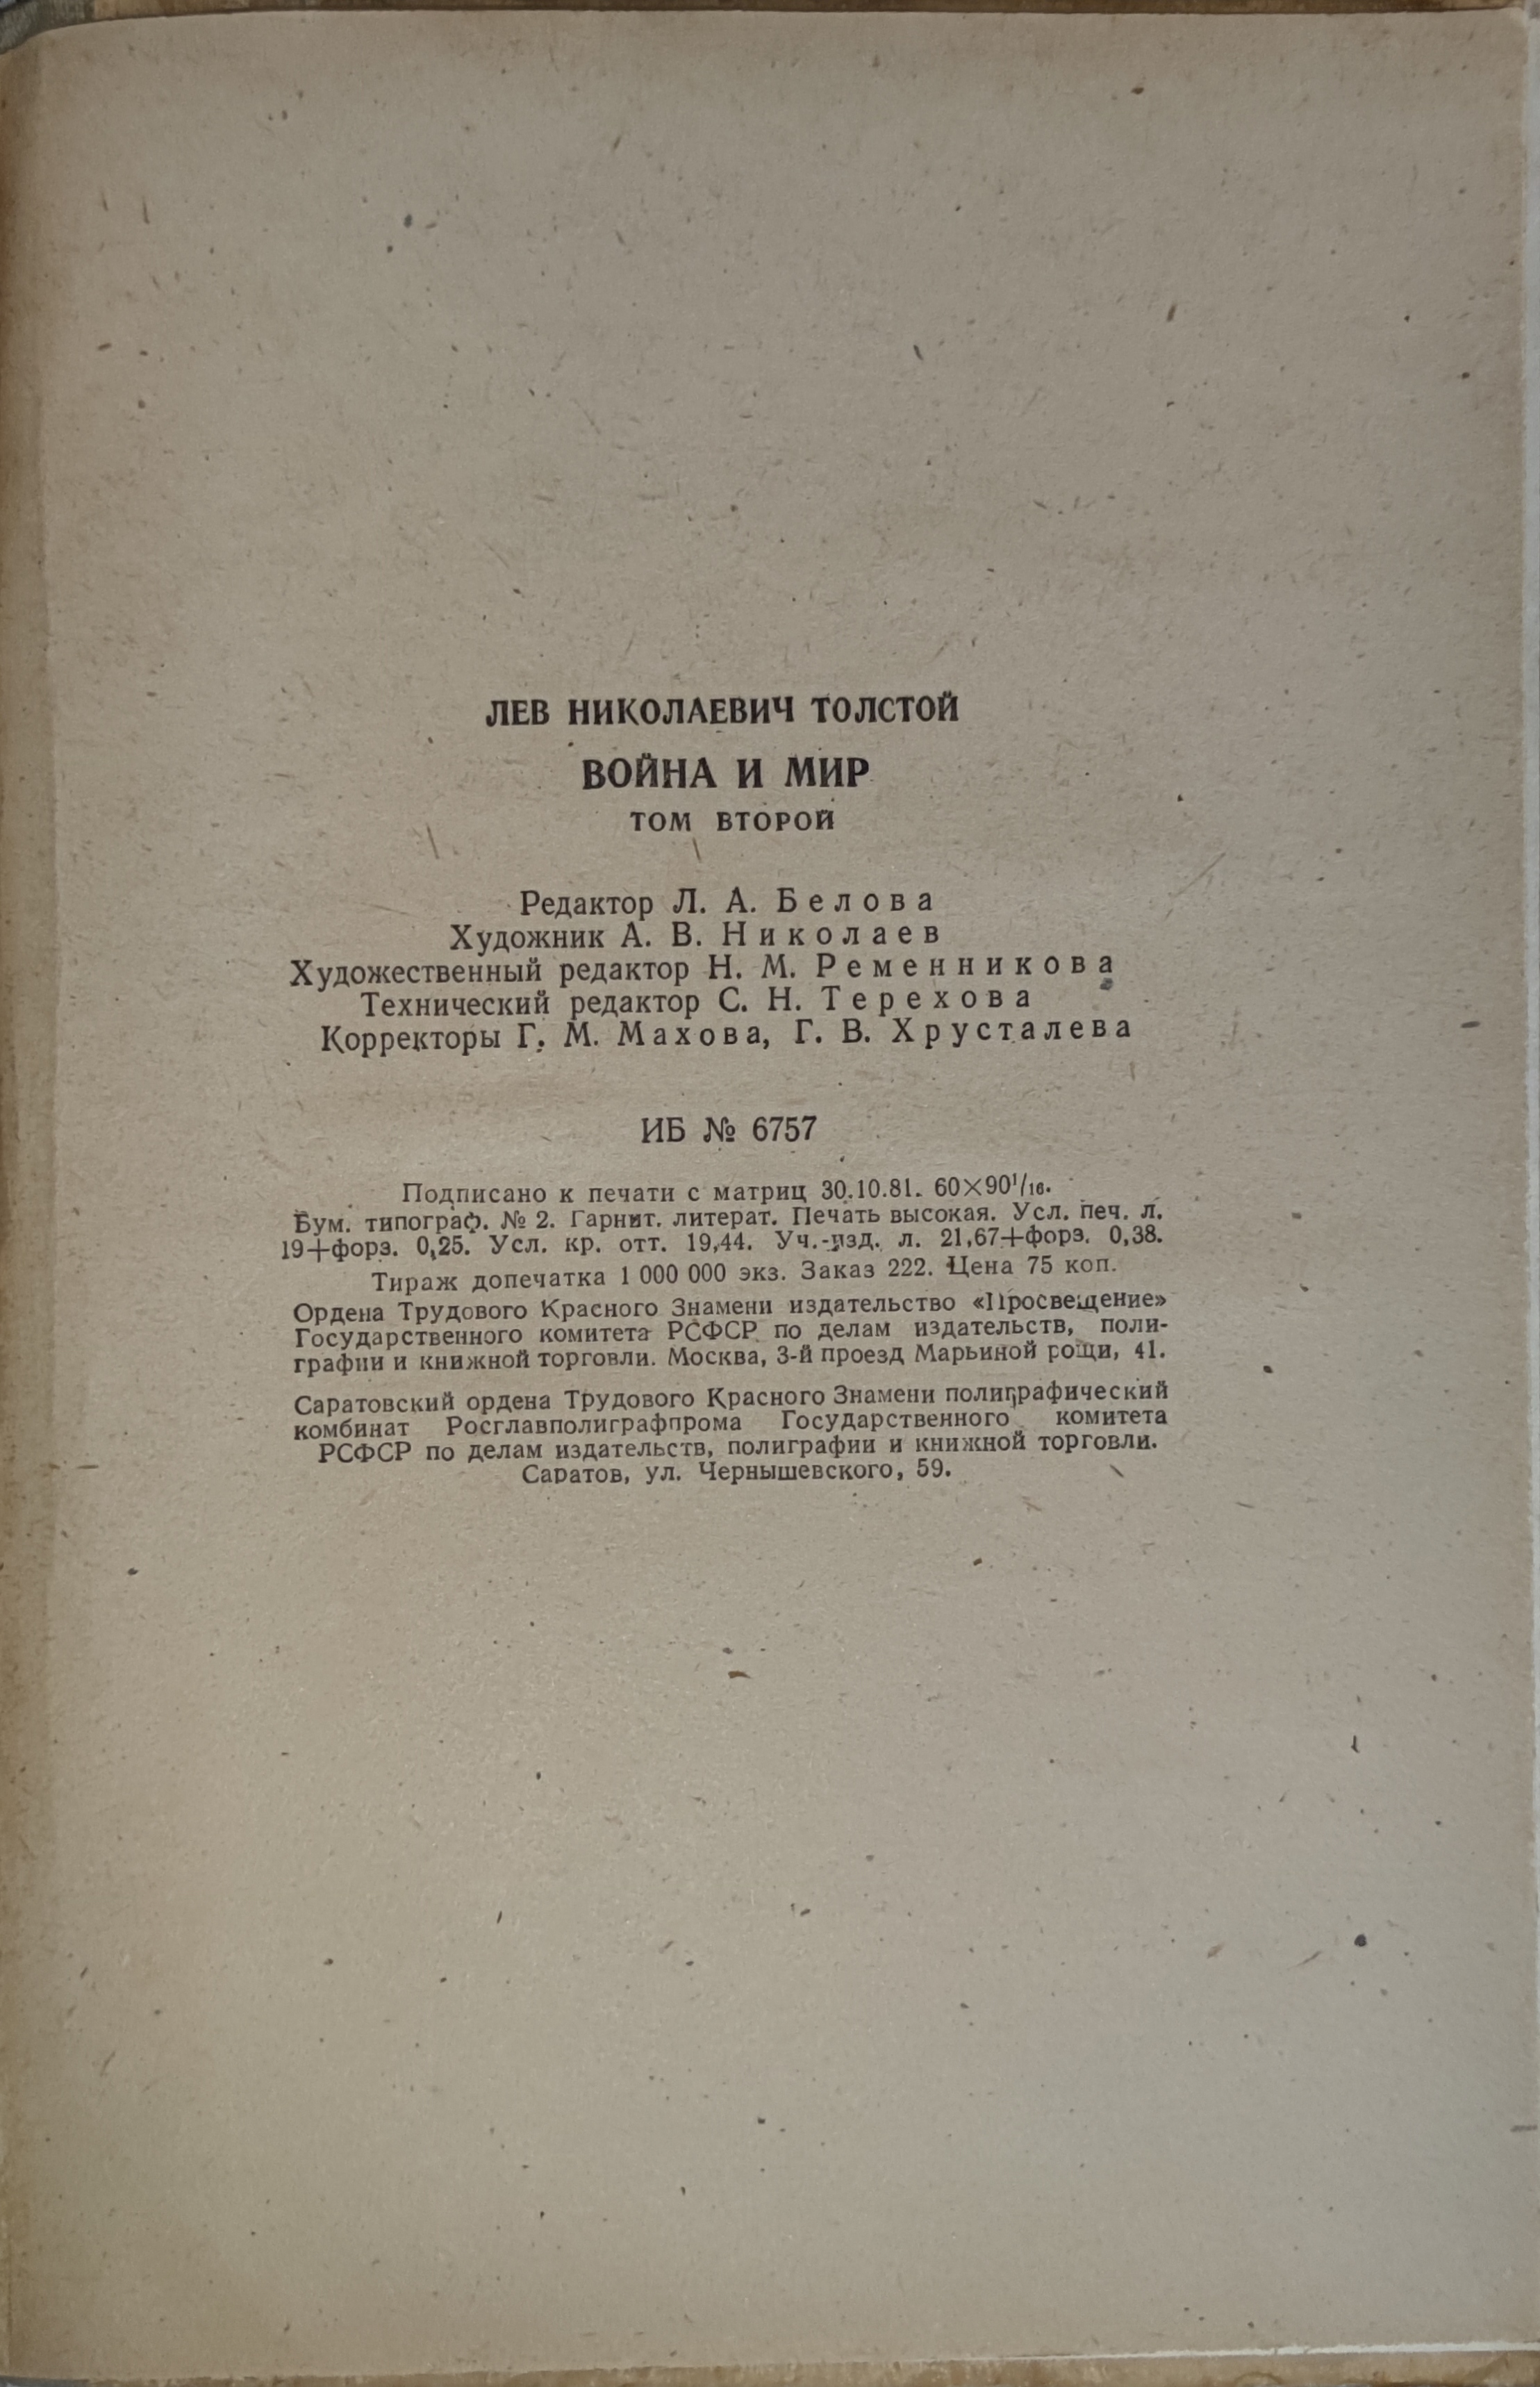 ЛЕВ НИКОЛАЕВИЧ ТОЛСТОЙ
ВОЙНА И МИР
ТОМ ВТОРОЙ
Редактор Л. А. Белова
Художник А. В. Николаев
Художественный редактор Н. М. Ременникова
Технический редактор С. Н. Терехова
Корректоры Г. М. Махова, Г. В. Хрусталева
ИБ № 6757
Подписано к печати с матриц 30.10.81. 60×90¹/₁₆.
Бум. типограф. № 2. Гарнит. литерат. Печать высокая. Усл. печ. л.
19+форз. 0,25. Усл. кр. отт. 19,44. Уч.-изд. л. 21,67+форз. 0,38.
Тираж допечатка 1 000 000 экз. Заказ 222. Цена 75 коп.
Ордена Трудового Красного Знамени издательство «Просвещение»
Государственного комитета РСФСР по делам издательств, поли-
графии и книжной торговли. Москва, 3-й проезд Марьиной рощи, 41.
Саратовский ордена Трудового Красного Знамени полиграфический
комбинат Росглавполиграфпрома Государственного комитета
РСФСР по делам издательств, полиграфии и книжной торговли.
Саратов, ул. Чернышевского, 59.